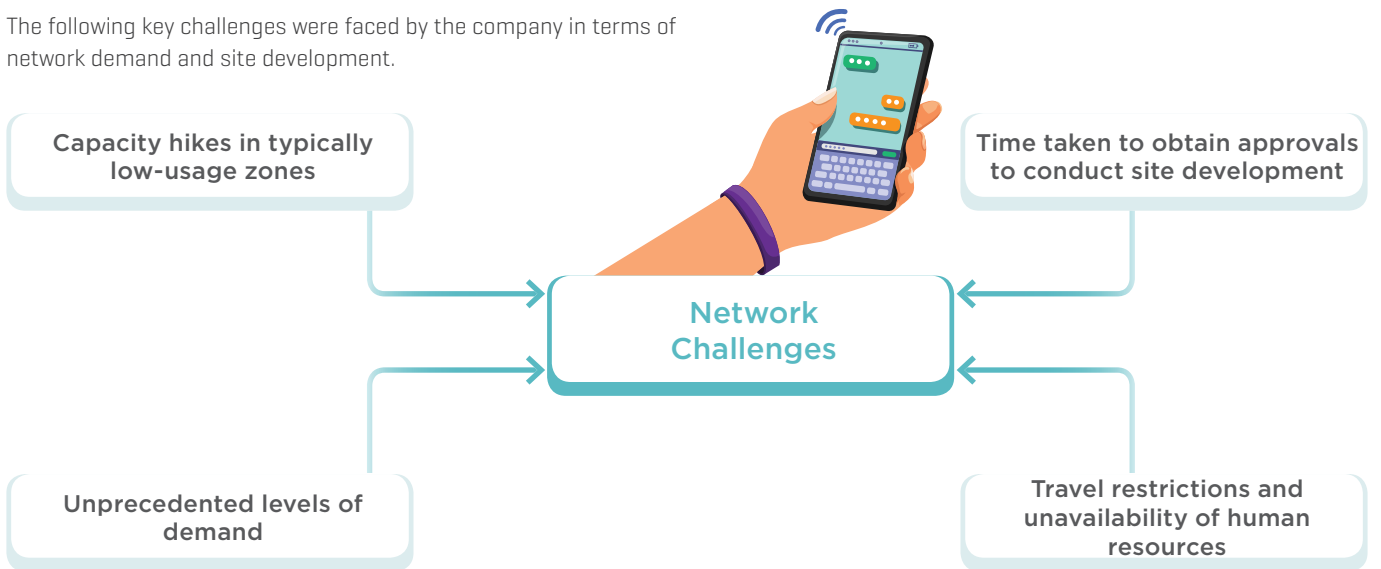 The following key challenges were faced by the company in terms of
network demand and site development.
Capacity hikes in typically
low-usage zones
Time taken to obtain approvals
to conduct site development
Network
Challenges
Unprecedented levels of
demand
Travel restrictions and
unavailability of human
resources